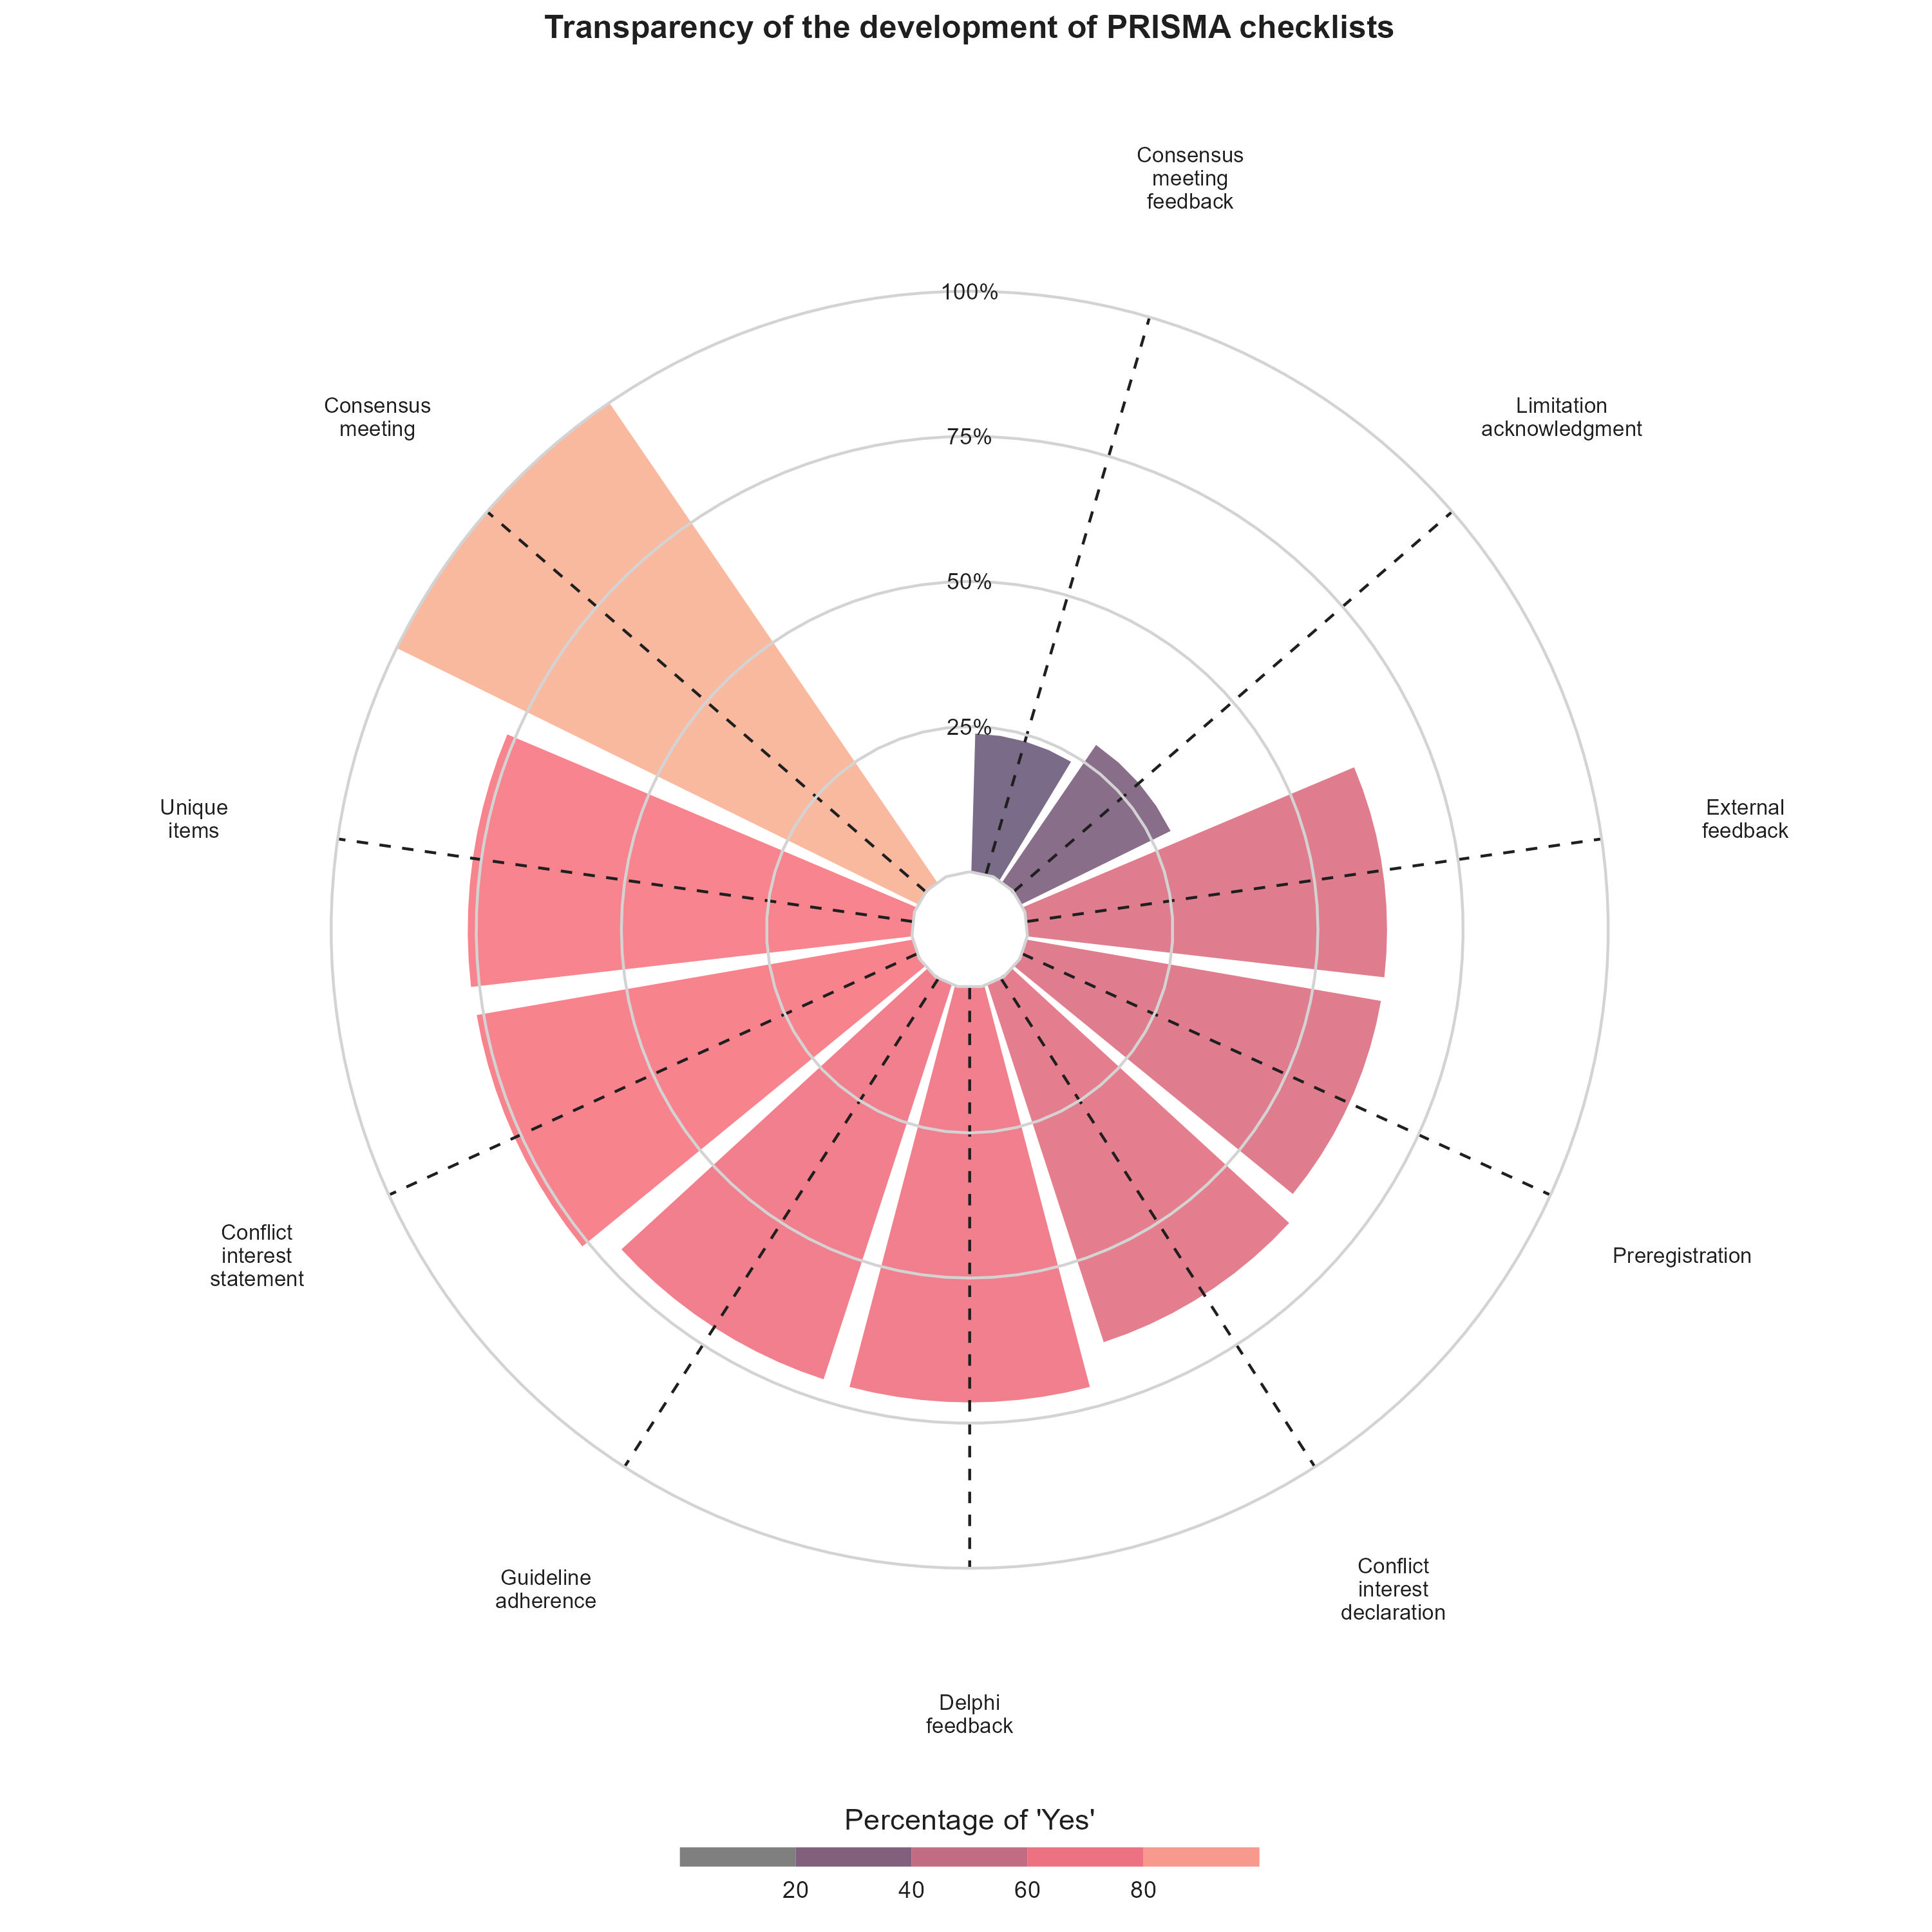 Transparency of the development of PRISMA checklists
Consensus
meeting
feedback
100%
Consensus
meeting
Limitation
acknowledgment
75%
50%
25%
Unique
items
External
feedback
Conflict
interest
statement
Preregistration
Guideline
adherence
Conflict
interest
declaration
Delphi
feedback
Percentage of 'Yes'
20 40 60 80